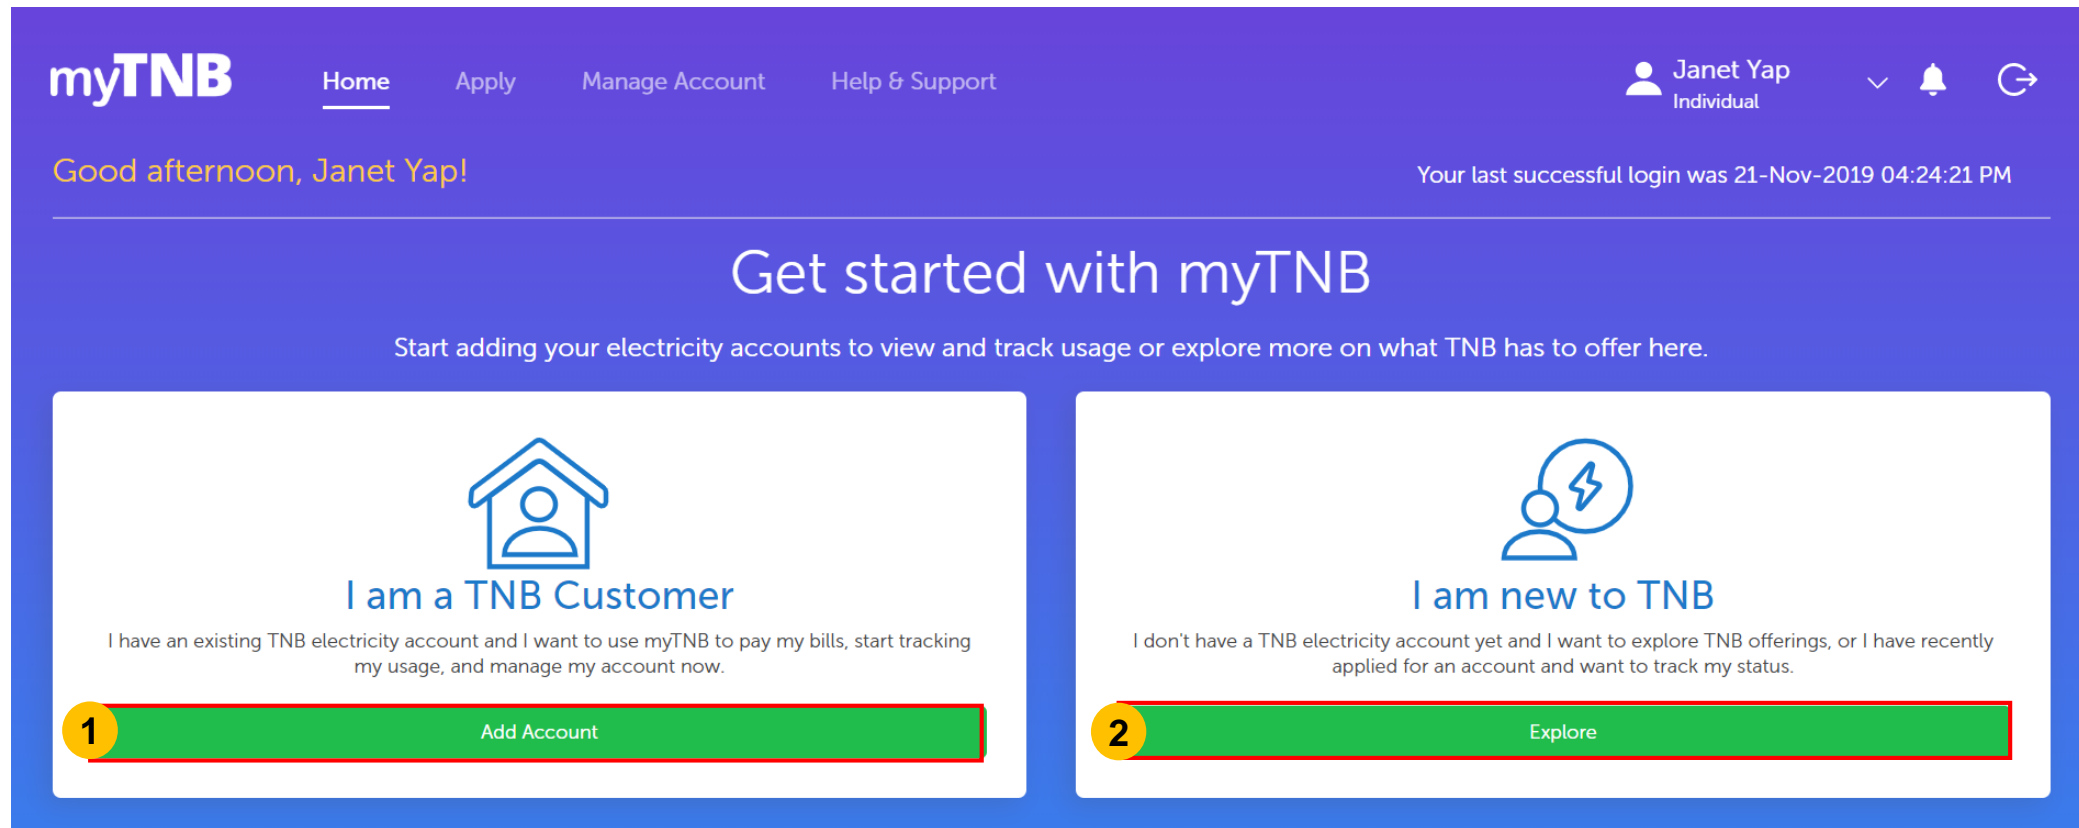 myTNB
Home Apply Manage Account Help & Support
Janet Yap
Individual
Good afternoon, Janet Yap!
Your last successful login was 21-Nov-2019 04:24:21 PM
Get started with myTNB
Start adding your electricity accounts to view and track usage or explore more on what TNB has to offer here.
I am a TNB Customer
I have an existing TNB electricity account and I want to use myTNB to pay my bills, start tracking
my usage, and manage my account now.
1
Add Account
I am new to TNB
I don't have a TNB electricity account yet and I want to explore TNB offerings, or I have recently
applied for an account and want to track my status.
2
Explore